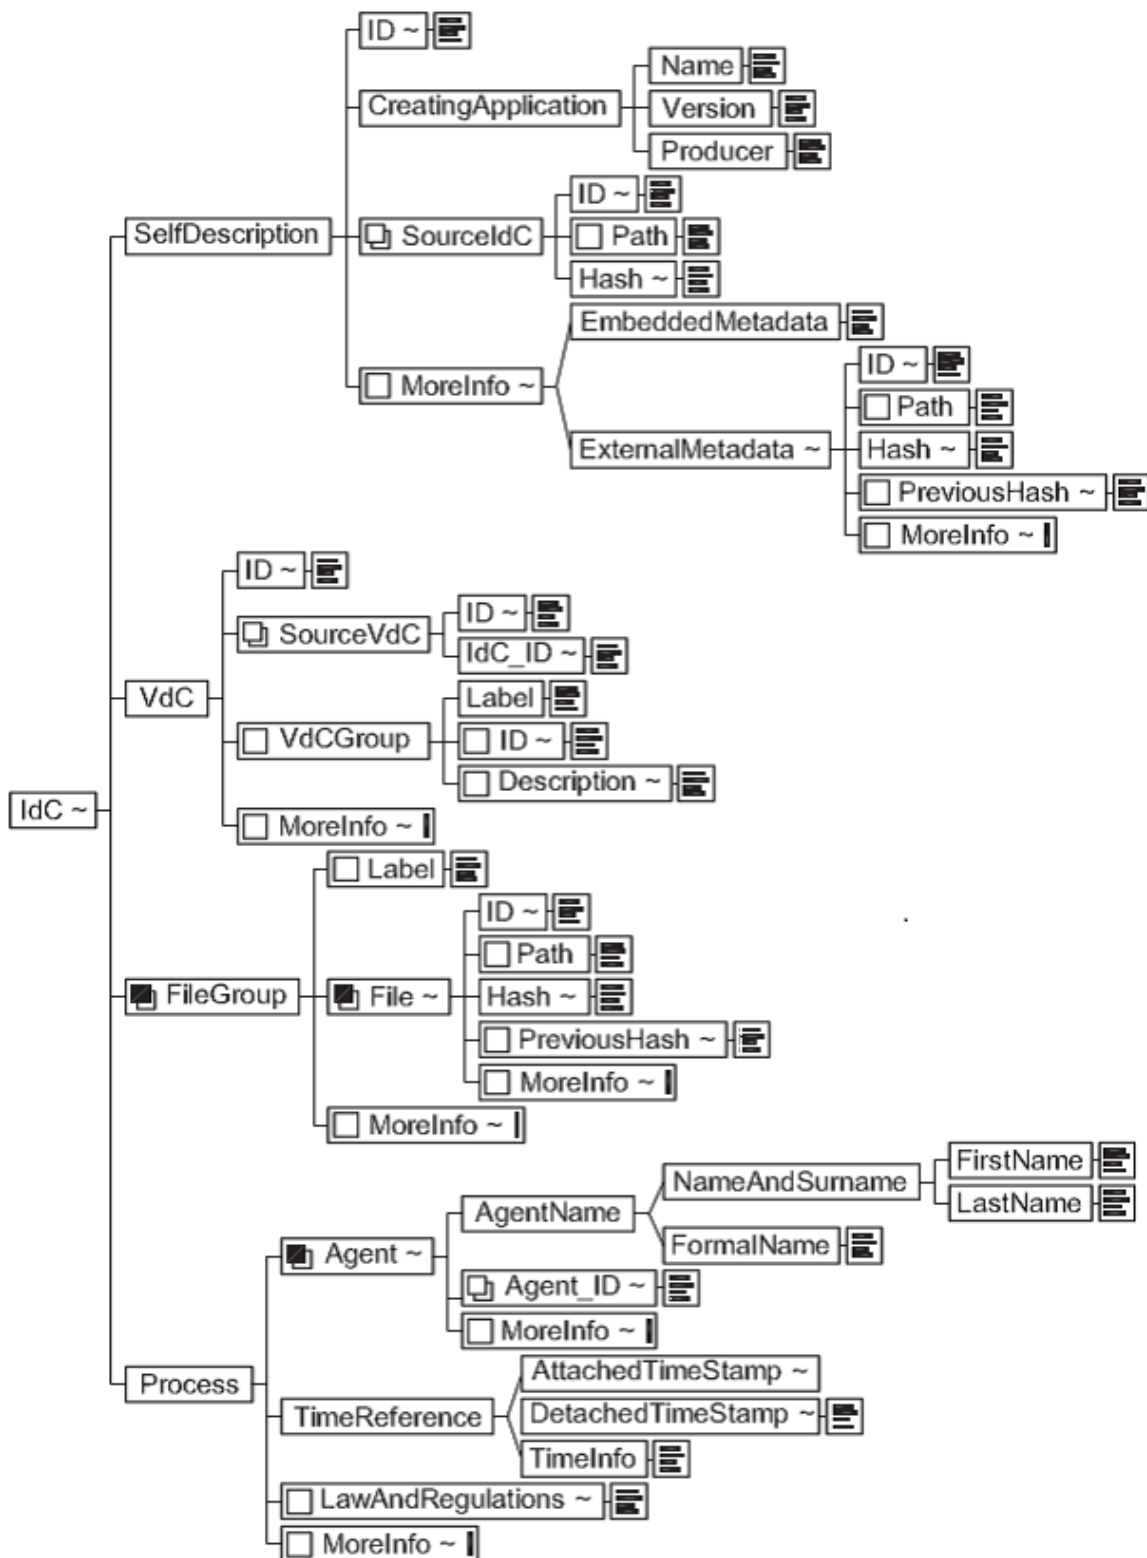 ID ~
CreatingApplication
Name
Version
Producer
SelfDescription
SourceIdC
ID ~
Path
Hash ~
MoreInfo ~
EmbeddedMetadata
ExternalMetadata ~
ID ~
Path
Hash ~
PreviousHash ~
MoreInfo ~
IdC ~
VdC
ID ~
SourceVdC
ID ~
IdC_ID ~
VdCGroup
Label
ID ~
Description ~
MoreInfo ~
FileGroup
Label
File ~
ID ~
Path
Hash ~
PreviousHash ~
MoreInfo ~
MoreInfo ~
Process
Agent ~
AgentName
NameAndSurname
FirstName
LastName
FormalName
Agent_ID ~
MoreInfo ~
TimeReference
AttachedTimeStamp ~
DetachedTimeStamp ~
TimeInfo
LawAndRegulations ~
MoreInfo ~